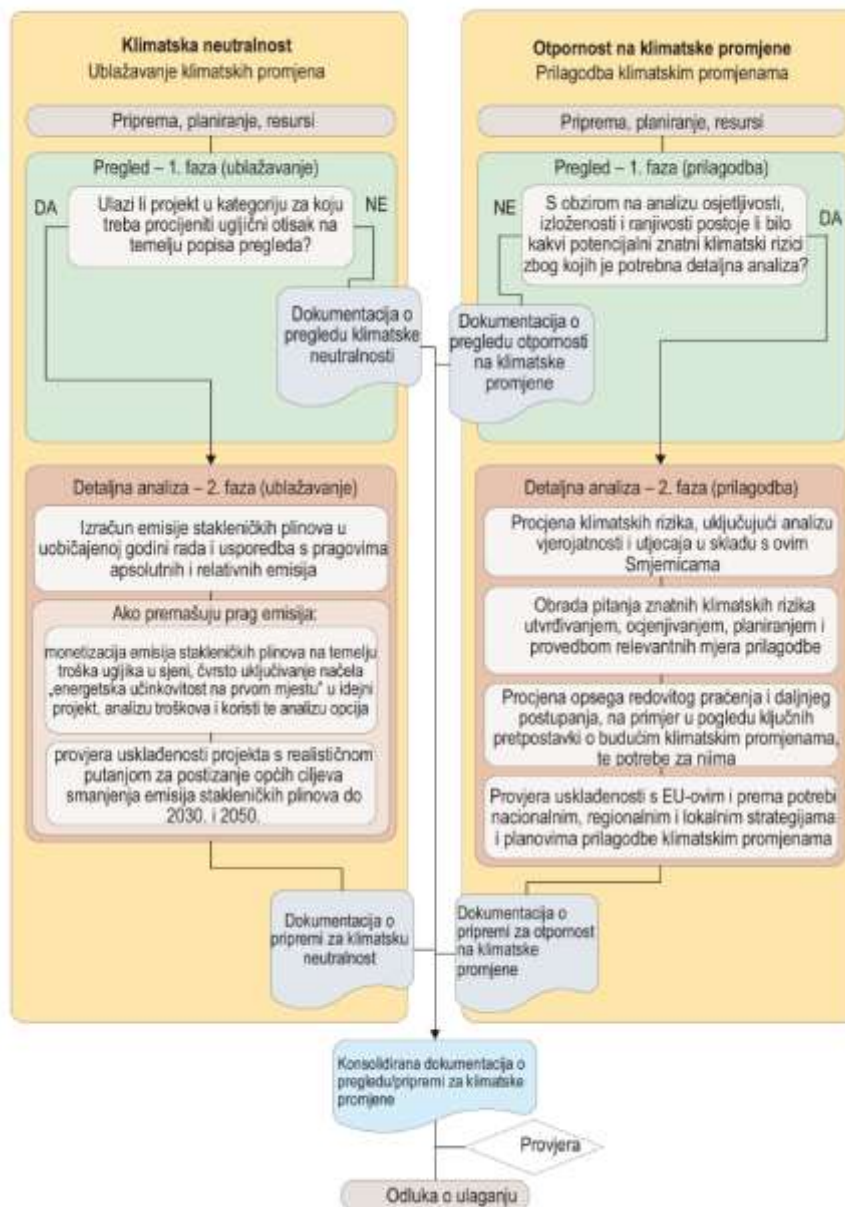 Klimatska neutralnost
Ublažavanje klimatskih promjena
Priprema, planiranje, resursi
Pregled – 1. faza (ublažavanje)
DA
Ulazi li projekt u kategoriju za koju
treba procijeniti ugljični otisak na
temelju popisa pregleda?
NE
Dokumentacija o
pregledu klimatske
neutralnosti
Detaljna analiza – 2. faza (ublažavanje)
Izračun emisije stakleničkih plinova u
uobičajenoj godini rada i usporedba s pragovima
apsolutnih i relativnih emisija
Ako premašuju prag emisija:
monetizacija emisija stakleničkih plinova na temelju
troška ugljika u sjeni, čvrsto uključivanje načela
„energetska učinkovitost na prvom mjestu" u idejni
projekt, analizu troškova i koristi te analizu opcija
provjera usklađenosti projekta s realističnom
putanjom za postizanje općih ciljeva
smanjenja emisija stakleničkih plinova do
2030. i 2050.
Dokumentacija o
pripremi za klimatsku
neutralnost
Otpornost na klimatske promjene
Prilagodba klimatskim promjenama
Priprema, planiranje, resursi
Pregled – 1. faza (prilagodba)
NE
S obzirom na analizu osjetljivosti,
izloženosti i ranjivosti postoje li bilo
kakvi potencijalni znatni klimatski rizici
zbog kojih je potrebna detaljna analiza?
DA
Dokumentacija o
pregledu otpornosti
na klimatske
promjene
Detaljna analiza – 2. faza (prilagodba)
Procjena klimatskih rizika, uključujući analizu
vjerojatnosti i utjecaja u skladu s ovim
Smjernicama
Obrada pitanja znatnih klimatskih rizika
utvrđivanjem, ocjenjivanjem, planiranjem i
provedbom relevantnih mjera prilagodbe
Procjena opsega redovitog praćenja i daljnjeg
postupanja, na primjer u pogledu ključnih
pretpostavki o budućim klimatskim promjenama,
te potrebe za njima
Provjera usklađenosti s EU-ovim i prema potrebi
nacionalnim, regionalnim i lokalnim strategijama
i planovima prilagodbe klimatskim promjenama
Dokumentacija o
pripremi za otpornost
na klimatske
promjene
Konsolidirana dokumentacija o
pregledu/pripremi za klimatske
promjene
Provjera
Odluka o ulaganju